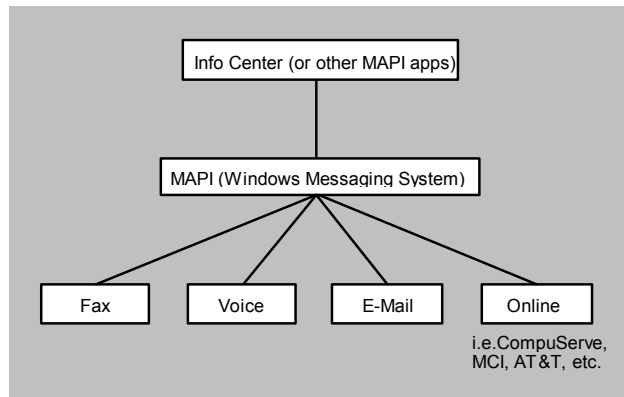 Info Center (or other MAPI apps)
MAPI (Windows Messaging System)
Fax
Voice
E-Mail
Online
i.e.CompuServe,
MCI, AT&T, etc.